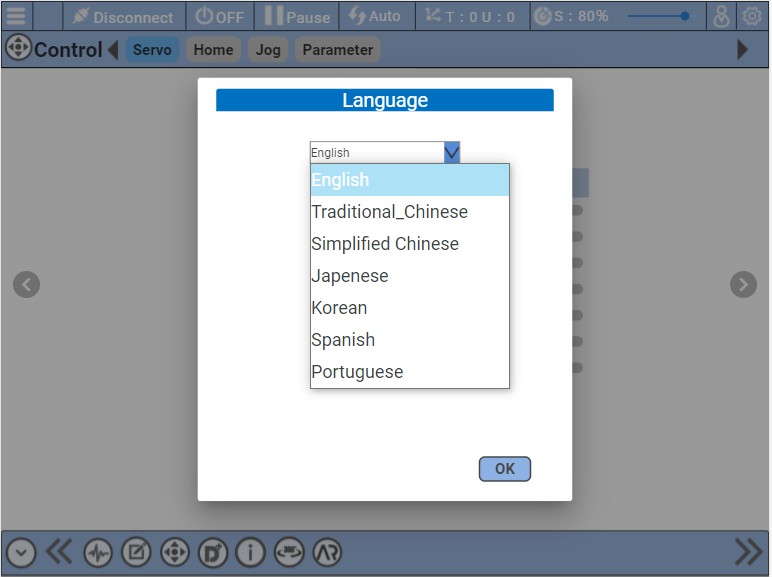 Disconnect OFF Pause Auto T : 0 U : 0 S : 80%
Control Servo Home Jog Parameter
Language
English
English
Traditional_Chinese
Simplified Chinese
Japenese
Korean
Spanish
Portuguese
OK